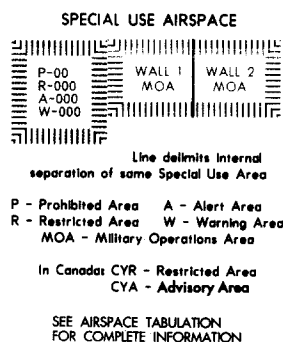 SPECIAL USE AIRSPACE
P-00
R-000
A-000
W-000
WALL 1
MOA
WALL 2
MOA
Line delimits internal
separation of same Special Use Area
P - Prohibited Area A - Alert Area
R - Restricted Area W - Warning Area
MOA - Military Operations Area
In Canada: CYR - Restricted Area
CYA - Advisory Area
SEE AIRSPACE TABULATION
FOR COMPLETE INFORMATION